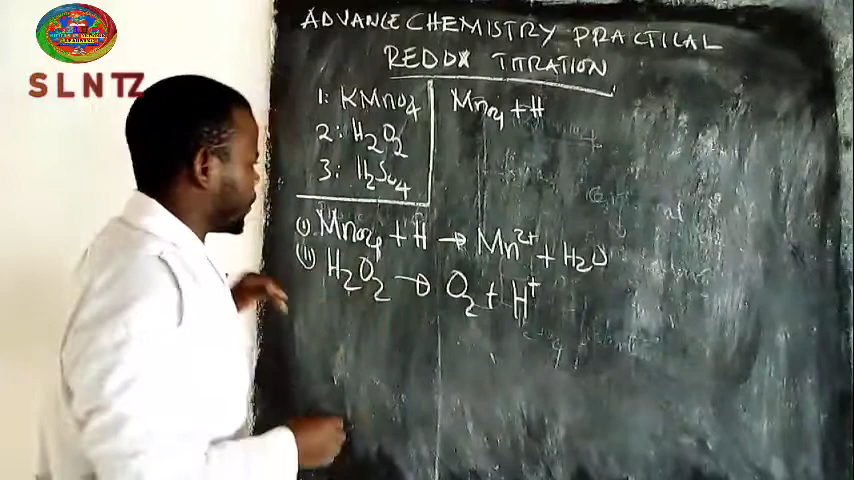 SLNTZ
ADVANCE CHEMISTRY PRACTICAL
REDOX TITRATION
1: KMnO4
MnO4 + H
2: H2O2
3: H2SO4
(i) MnO4 + H → Mn2+ + H2O
(ii) H2O2 → O2 + H+